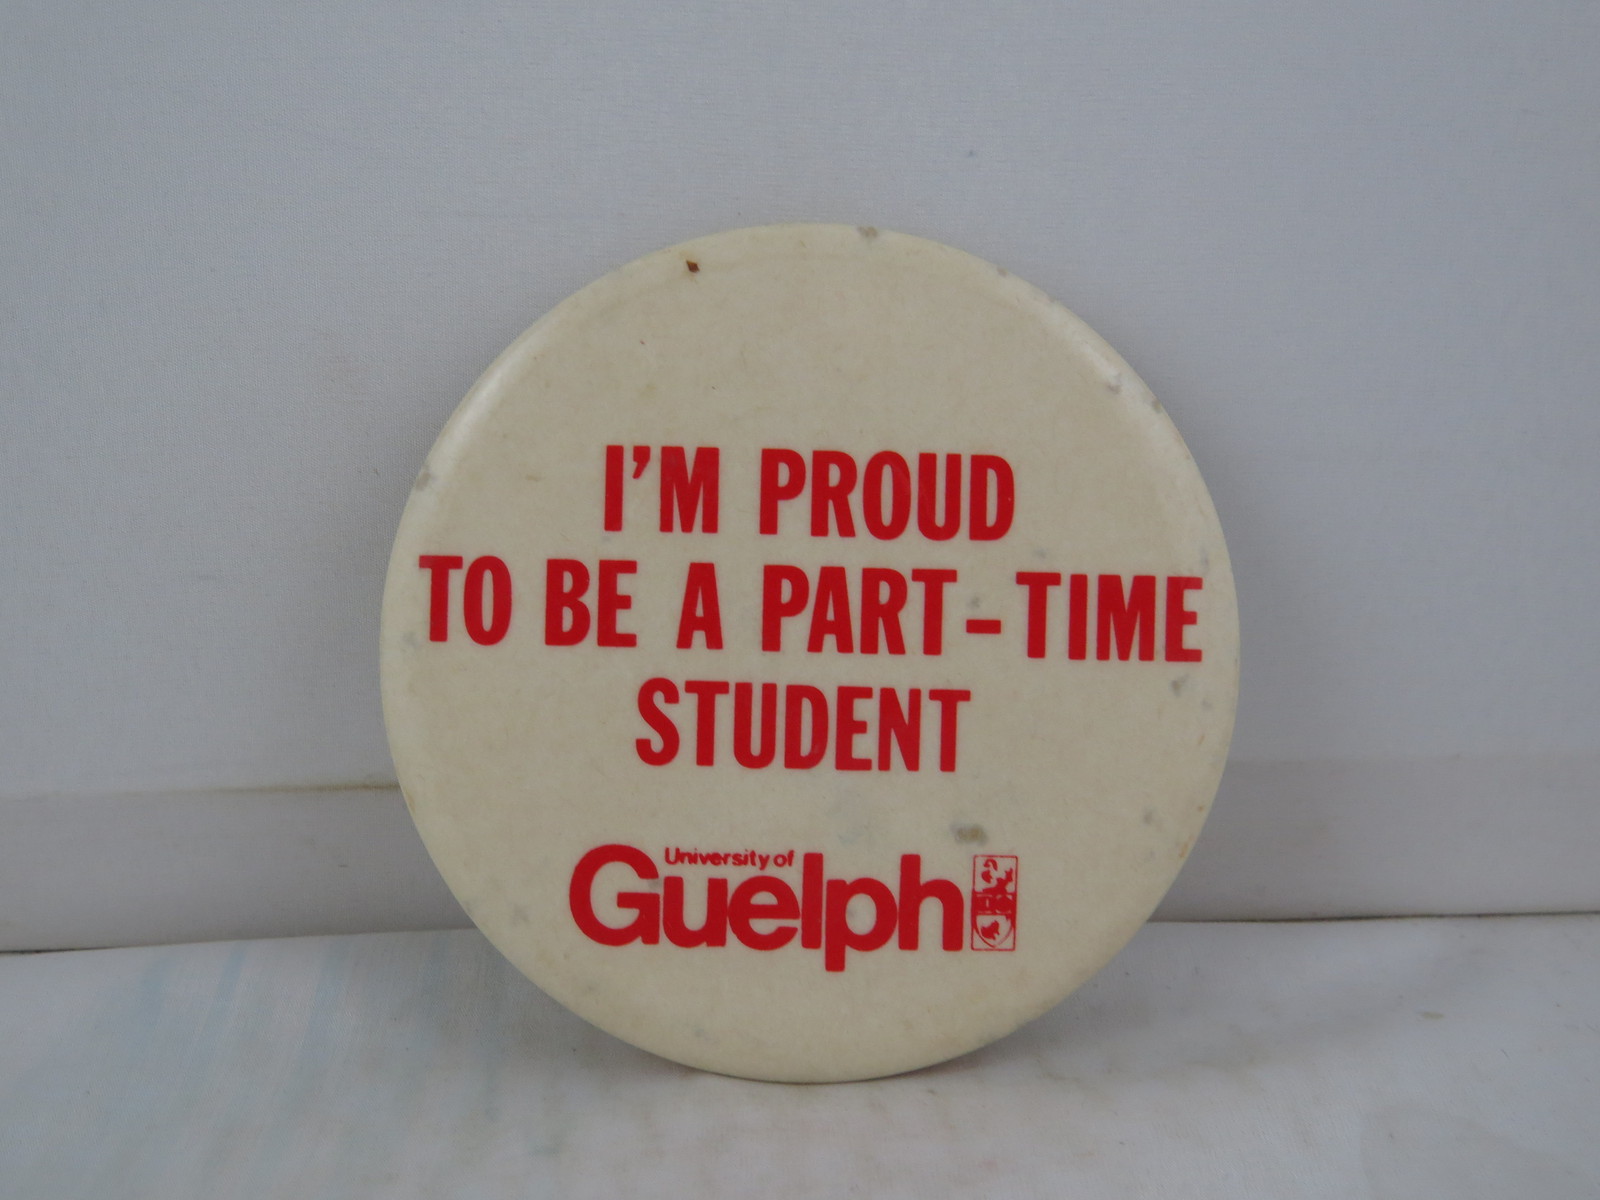 I'M PROUD
TO BE A PART-TIME
STUDENT
University of
Guelph